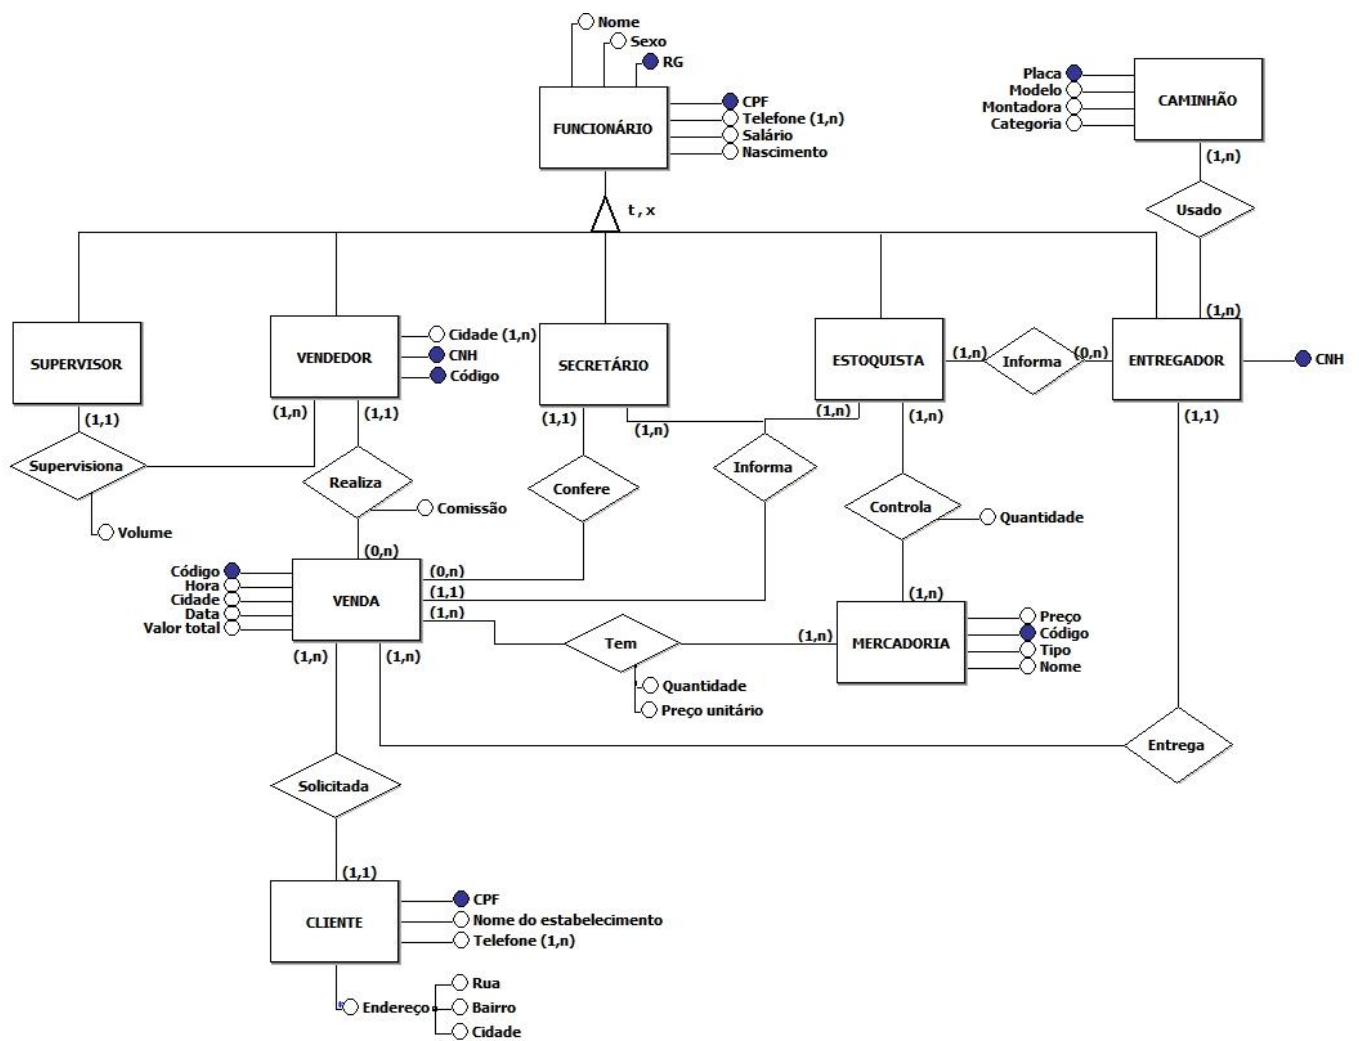 Nome
Sexo
RG
FUNCIONÁRIO
CPF
Telefone (1,n)
Salário
Nascimento
Placa
Modelo
Montadora
Categoria
CAMINHÃO
(1,n)
Usado
(1,n)
t,x
SUPERVISOR
(1,1)
VENDEDOR
Cidade (1,n)
CNH
Código
(1,n)
(1,1)
SECRETÁRIO
(1,1)
(1,n)
ESTOQUISTA
(1,n)
Informa
(0,n)
ENTREGADOR
CNH
(1,n)
(1,n)
(1,1)
Supervisiona
Volume
Realiza
Comissão
(0,n)
Confere
Informa
Controla
Quantidade
(1,n)
Código
Hora
Cidade
Data
Valor total
VENDA
(0,n)
(1,1)
(1,n)
(1,n)
(1,n)
Tem
(1,n)
Quantidade
Preço unitário
MERCADORIA
Preço
Código
Tipo
Nome
Entrega
Solicitada
(1,1)
CLIENTE
CPF
Nome do estabelecimento
Telefone (1,n)
Endereço
Rua
Bairro
Cidade